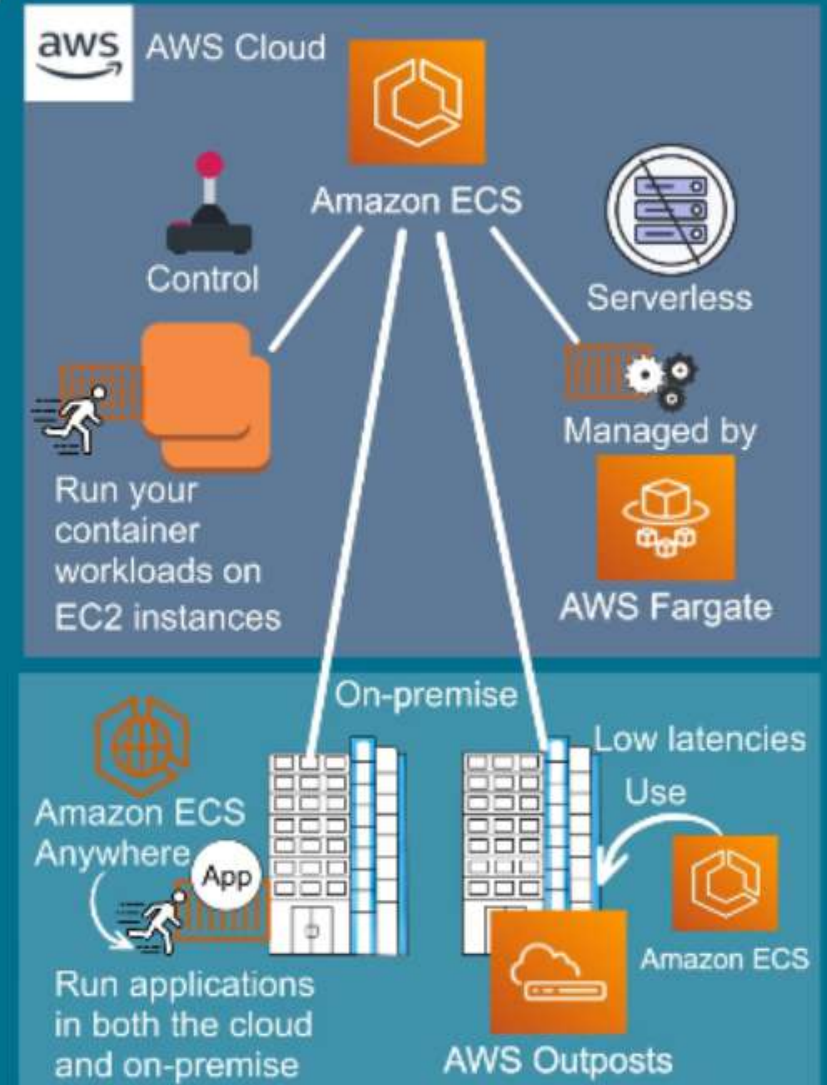 aws
AWS Cloud
Amazon ECS
Control
Serverless
Run your
container
workloads on
EC2 instances
Managed by
AWS Fargate
On-premise
Amazon ECS
Anywhere
App
Run applications
in both the cloud
and on-premise
Low latencies
Use
Amazon ECS
AWS Outposts